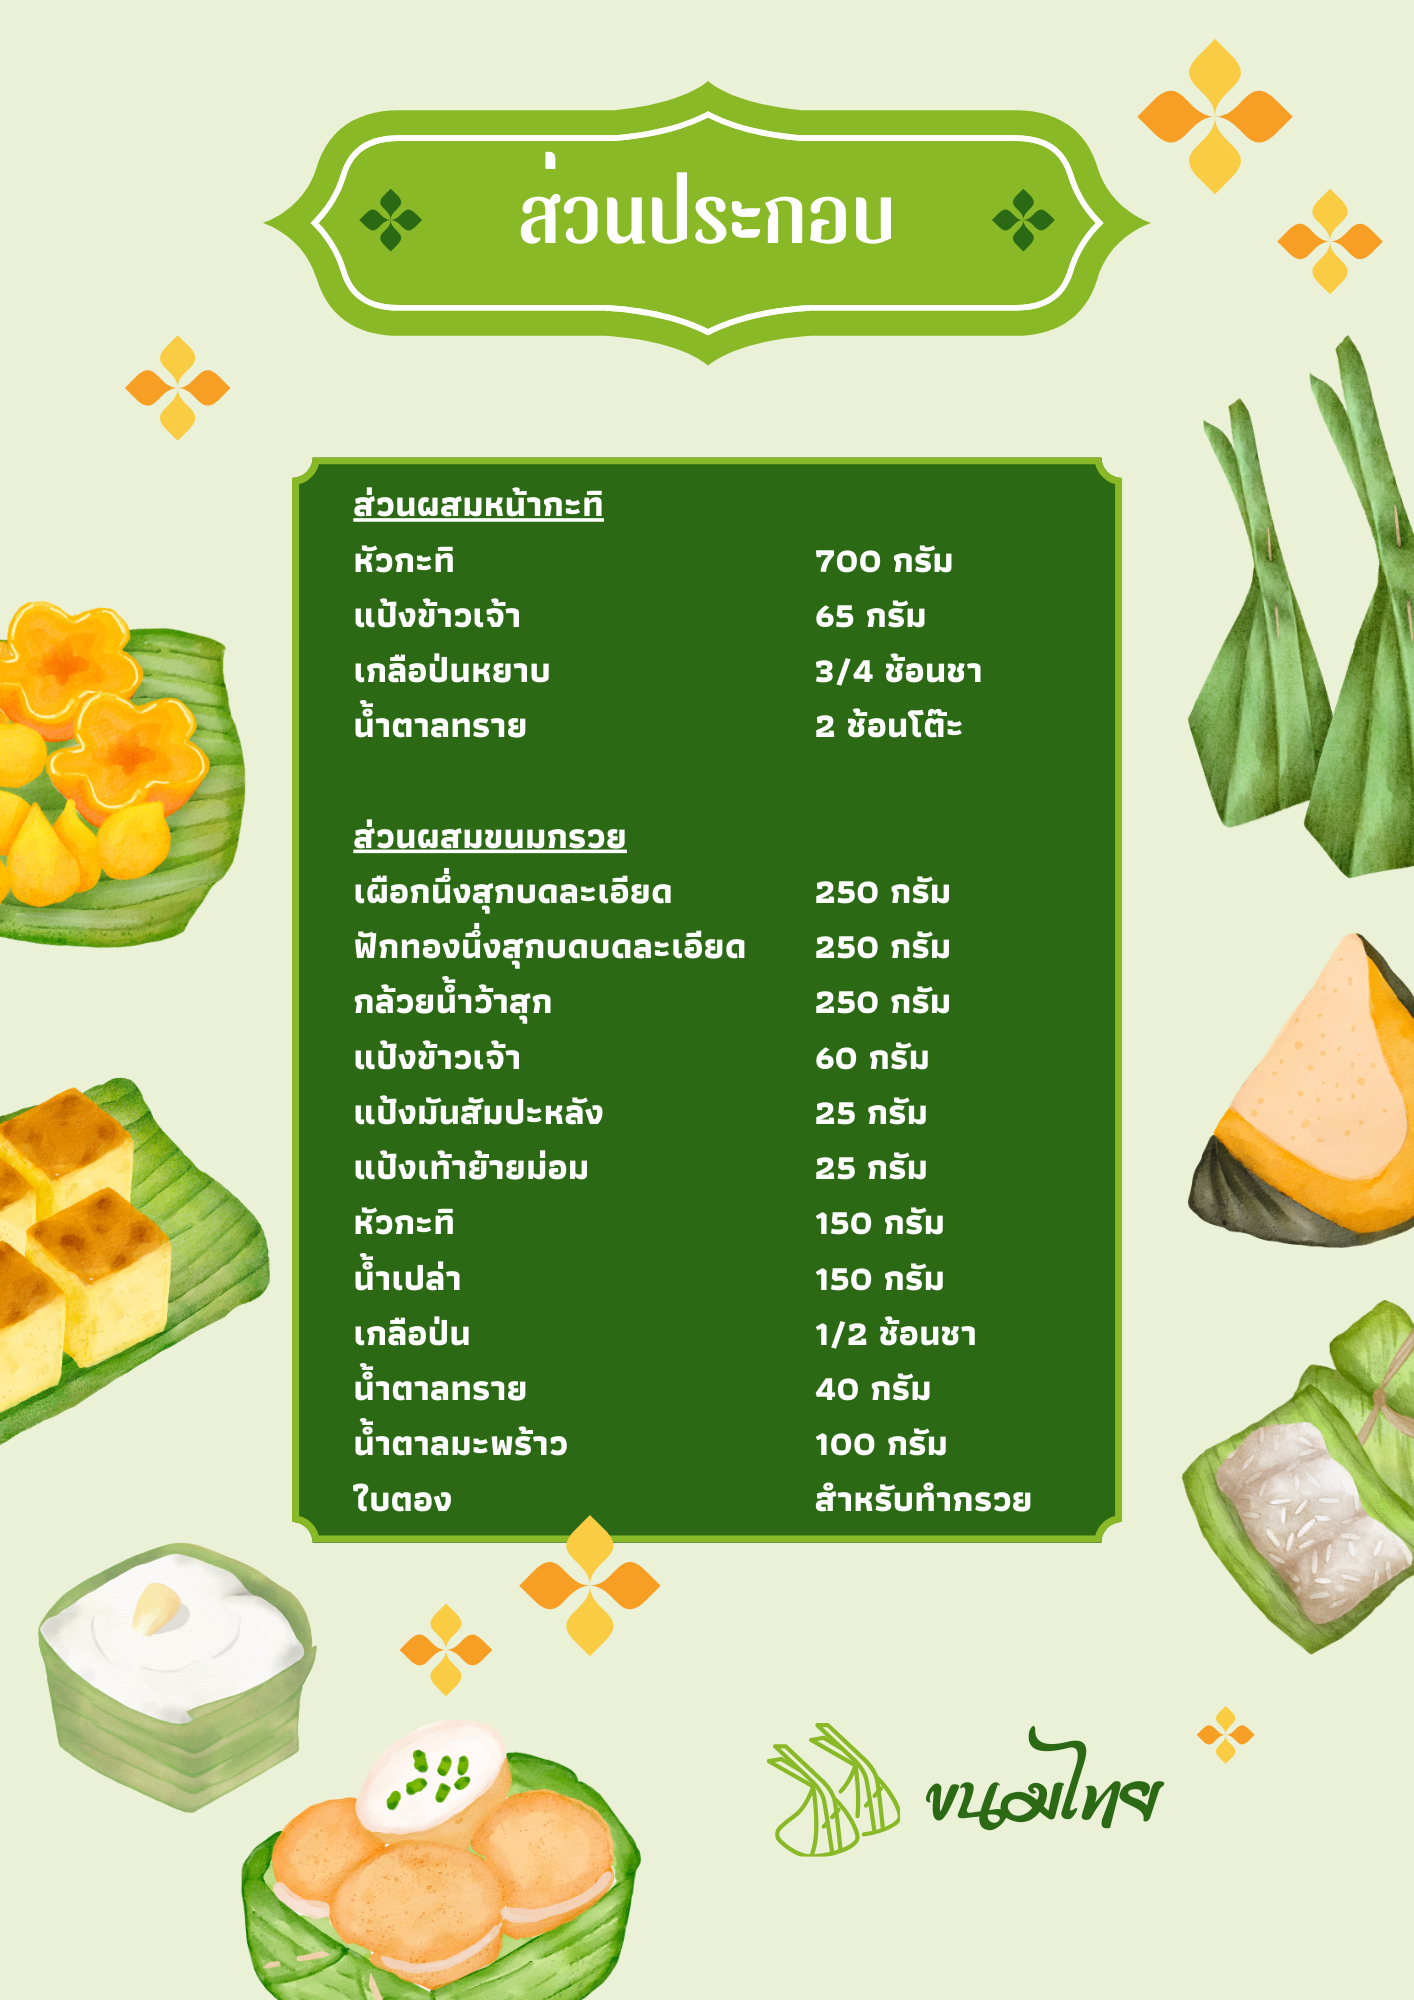 ส่วนประกอบ
ส่วนผสมหน้ากะทิ
หัวกะทิ 700 กรัม
แป้งข้าวเจ้า 65 กรัม
เกลือป่นหยาบ 3/4 ช้อนชา
น้ำตาลทราย 2 ช้อนโต๊ะ
ส่วนผสมขนมกรวย
เผือกนึ่งสุกบดละเอียด 250 กรัม
ฟักทองนึ่งสุกบดบดละเอียด 250 กรัม
กล้วยน้ำว้าสุก 250 กรัม
แป้งข้าวเจ้า 60 กรัม
แป้งมันสัมปะหลัง 25 กรัม
แป้งเท้าย้ายม่อม 25 กรัม
หัวกะทิ 150 กรัม
น้ำเปล่า 150 กรัม
เกลือป่น 1/2 ช้อนชา
น้ำตาลทราย 40 กรัม
น้ำตาลมะพร้าว 100 กรัม
ใบตอง สำหรับทำกรวย
ขนมไทย